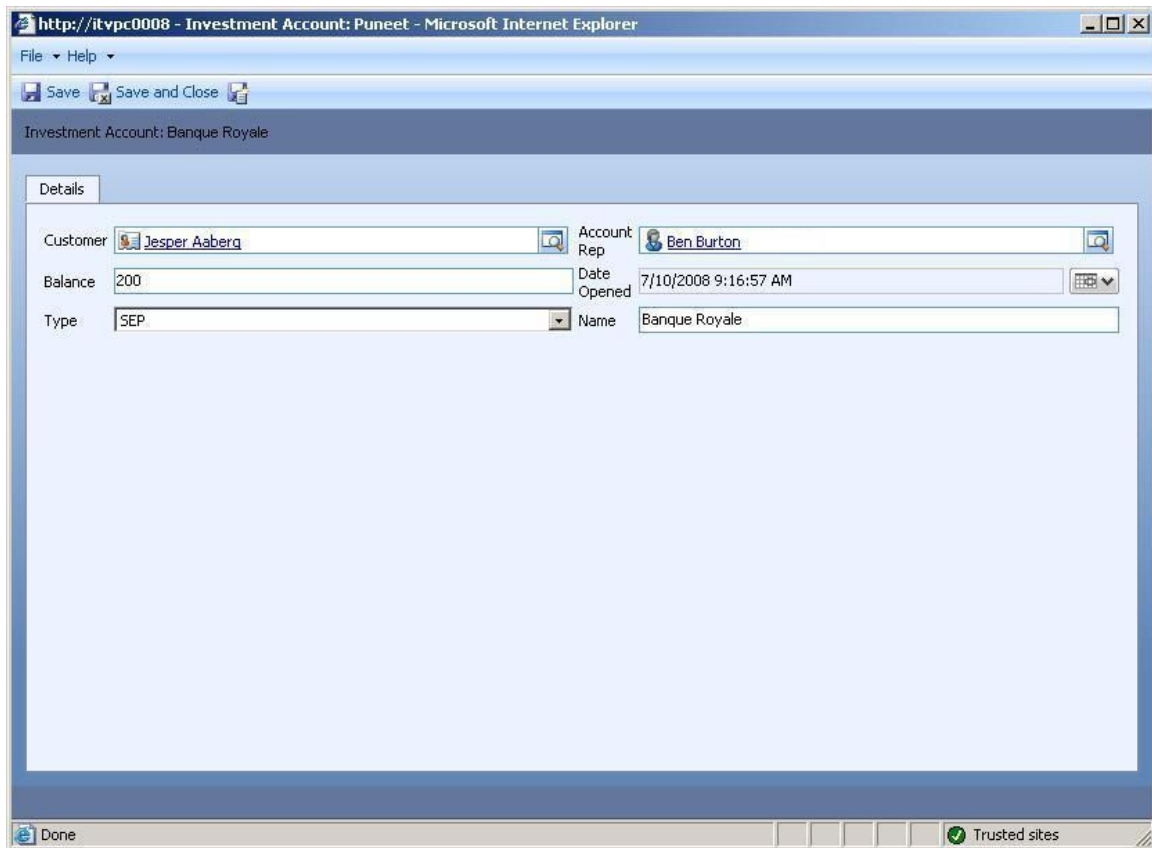 http://itvpc0008 - Investment Account: Puneet - Microsoft Internet Explorer
File Help
Save Save and Close
Investment Account: Banque Royale
Details
Customer Jesper Aaberg Account Rep Ben Burton
Balance 200 Date Opened 7/10/2008 9:16:57 AM
Type SEP Name Banque Royale
Done Trusted sites